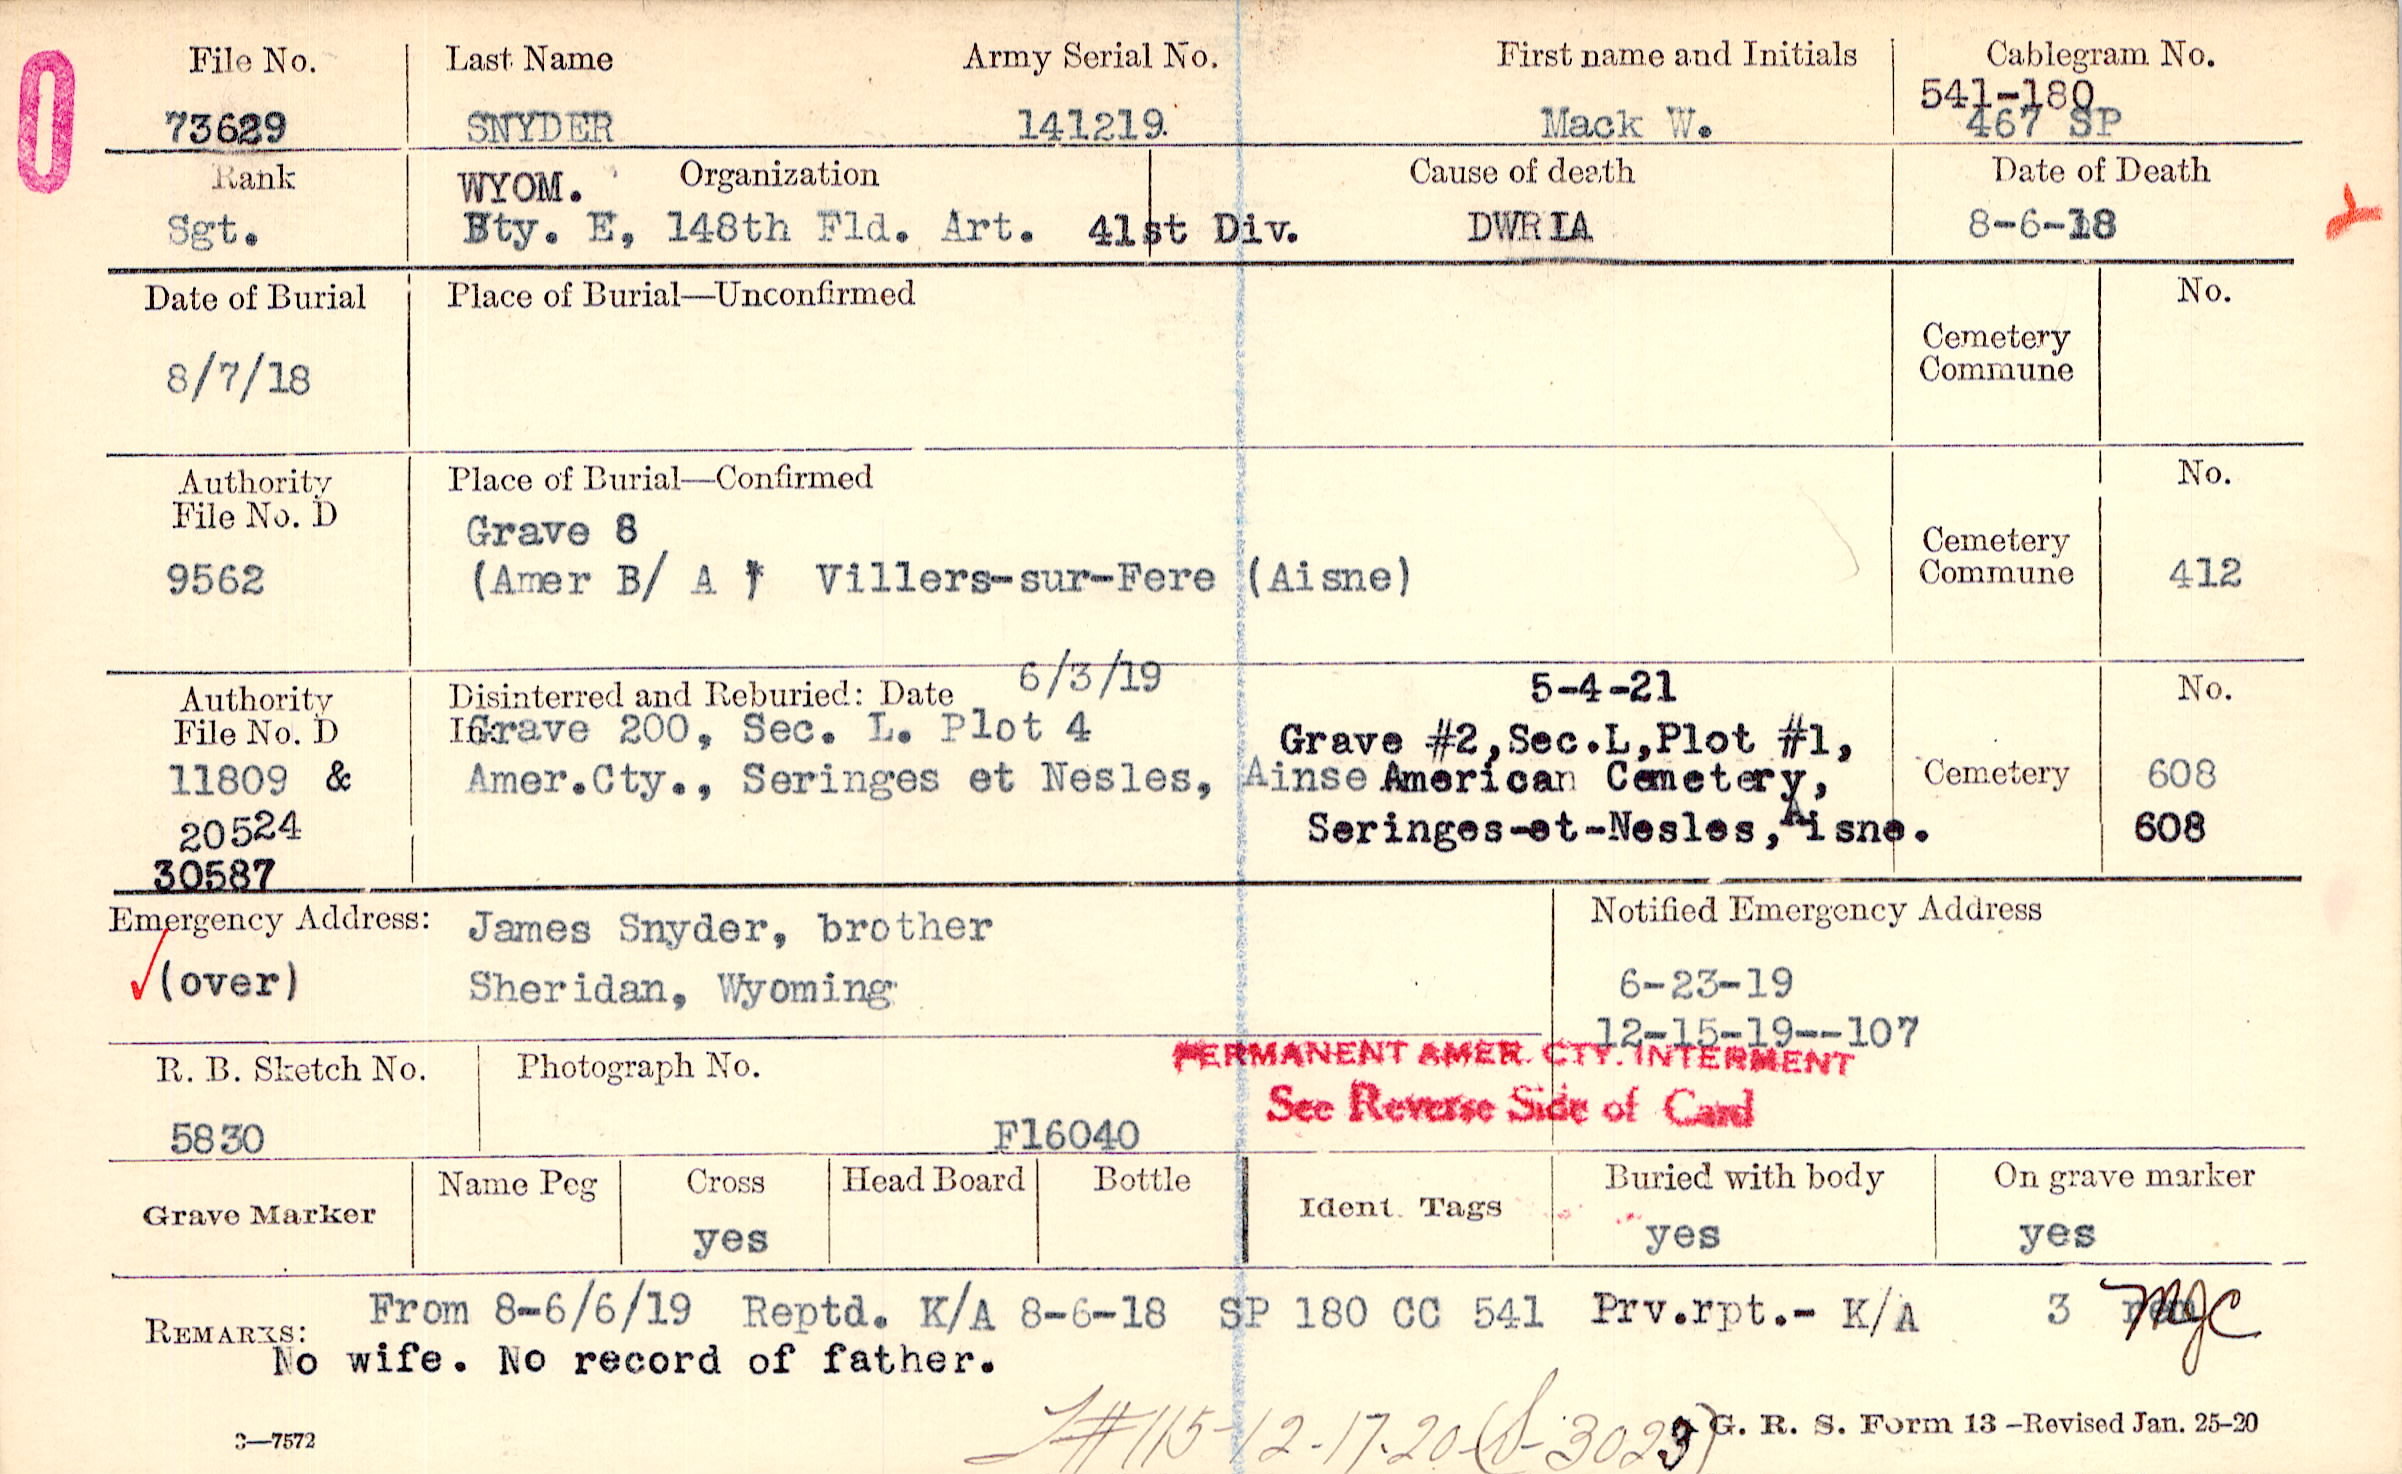 File No. Last Name Army Serial No. First name and Initials Cablegram No.
541-180
73629 SNYDER 141219 Mack W. 467 SP
Rank WYOM. Organization Cause of death Date of Death
Sgt. Bty. E, 148th Fld. Art. 41st Div. DWRIA 8-6-18
Date of Burial Place of Burial—Unconfirmed No.
Cemetery
Commune
8/7/18
Authority Place of Burial—Confirmed No.
File No. D
Grave 8 Cemetery
9562 (Amer B/ A ) Villers-sur-Fere (Aisne) Commune 412
6/3/19 5-4-21
Authority Disinterred and Reburied: Date No.
File No. D In Grave 200, Sec. L. Plot 4 Grave #2,Sec.L,Plot #1,
11809 & Amer.Cty., Seringes et Nesles, Ainse American Cemetery, Cemetery 608
20524 Seringes-et-Nesles,Aisne. 608
30587
Emergency Address: James Snyder, brother Notified Emergency Address
(over) Sheridan, Wyoming 6-23-19
12-15-19--107
R. B. Sketch No. Photograph No. PERMANENT AMER. CTY. INTERMENT
See Reverse Side of Card
5830 F16040
Grave Marker Name Peg Cross Head Board Bottle Ident. Tags Buried with body On grave marker
yes yes yes
REMARKS: From 8-6/6/19 Reptd. K/A 8-6-18 SP 180 CC 541 Prv.rpt.- K/A 3 MJC
No wife. No record of father.
#115-12-17-20-(S-3023)
3—7572 G. R. S. Form 13 -Revised Jan. 25-20